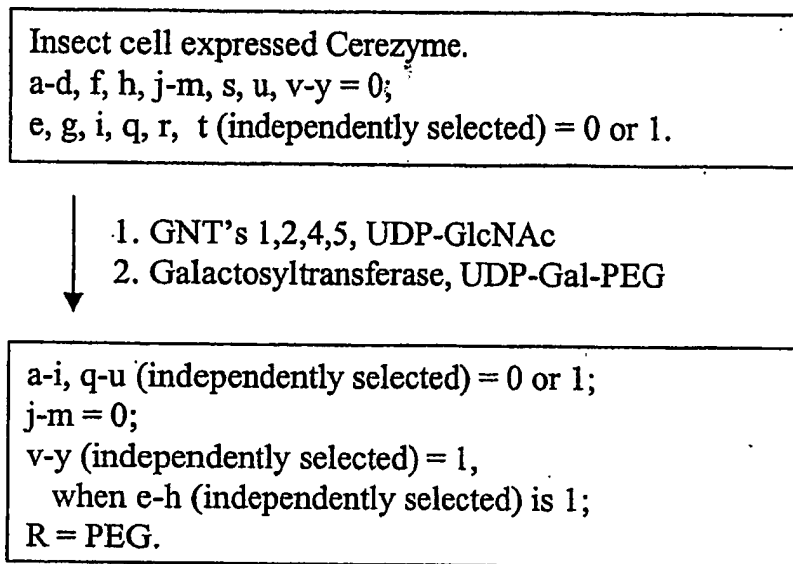 Insect cell expressed Cerezyme.
a-d, f, h, j-m, s, u, v-y = 0;
e, g, i, q, r, t (independently selected) = 0 or 1.
1. GNT's 1,2,4,5, UDP-GlcNAc
2. Galactosyltransferase, UDP-Gal-PEG
a-i, q-u (independently selected) = 0 or 1;
j-m = 0;
v-y (independently selected) = 1,
when e-h (independently selected) is 1;
R = PEG.